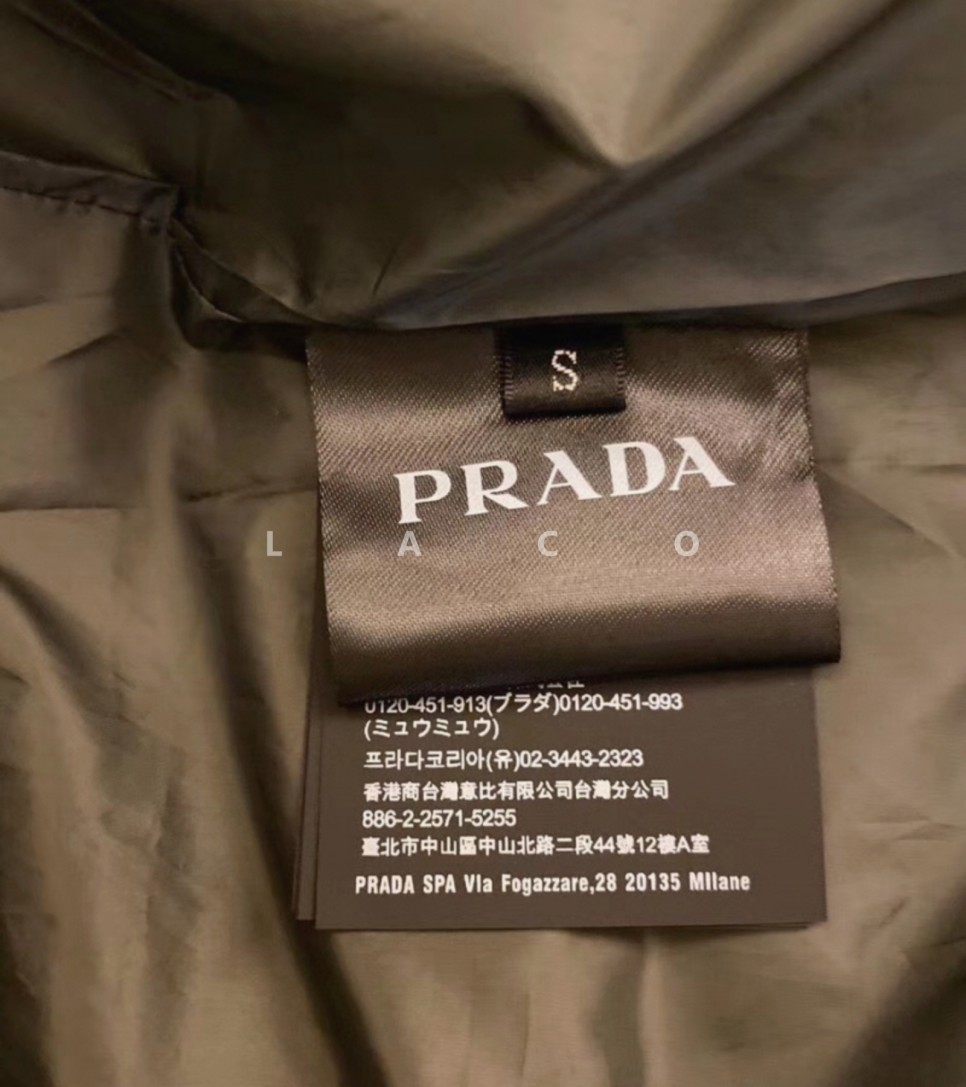 S
PRADA
L A C O
0120-451-913(ブラダ)0120-451-993
(ミュウミュウ)
프라다코리아(유)02-3443-2323
香港商台灣意比有限公司台灣分公司
886-2-2571-5255
臺北市中山區中山北路二段44號12樓A室
PRADA SPA VIa Fogazzare,28 20135 MIlane